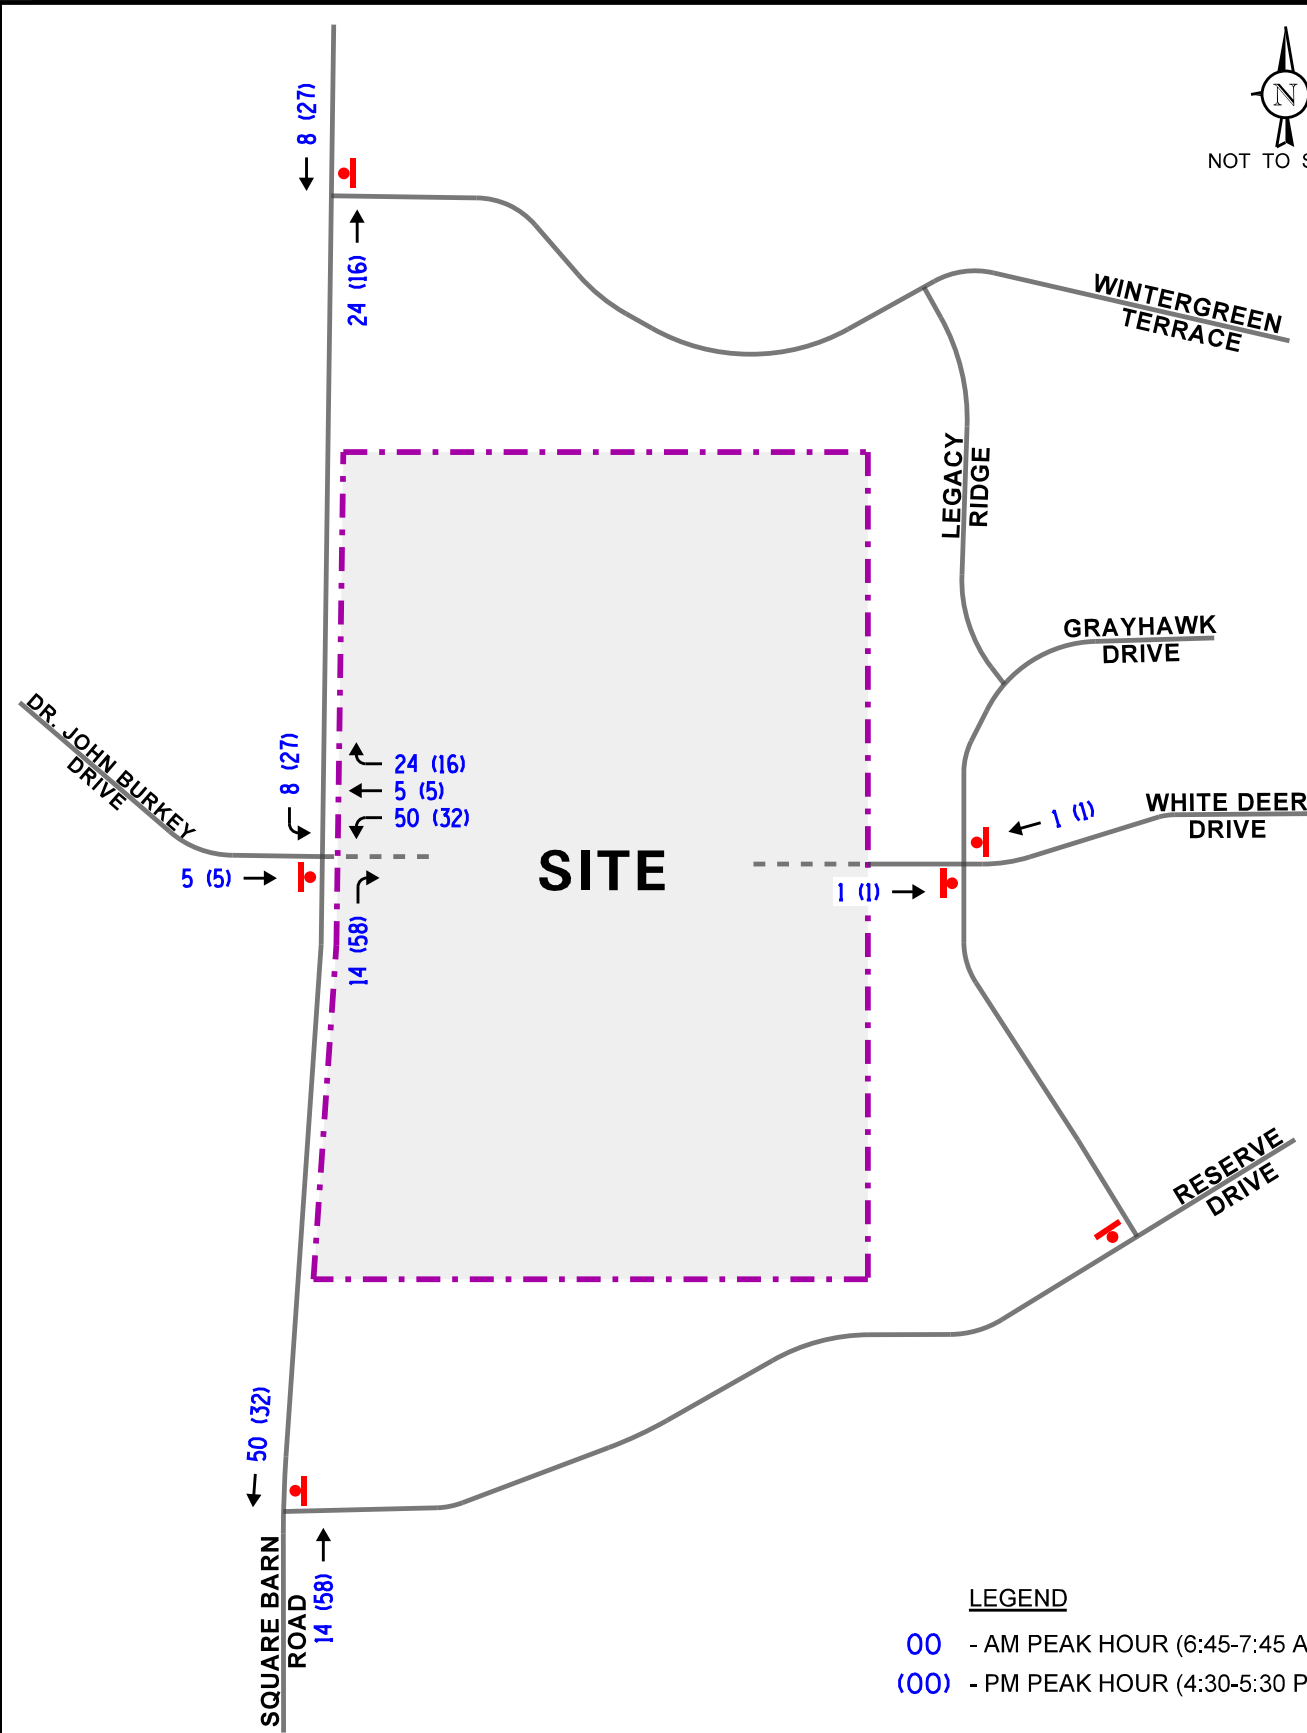 8 (27)
N
NOT TO S
24 (16)
WINTERGREEN
TERRACE
LEGACY
RIDGE
GRAYHAWK
DRIVE
DR. JOHN BURKEY
DRIVE
8 (27)
24 (16)
5 (5)
50 (32)
WHITE DEER
DRIVE
1 (1)
SITE
5 (5)
1 (1)
14 (58)
RESERVE
DRIVE
50 (32)
SQUARE BARN
ROAD
14 (58)
LEGEND
00 - AM PEAK HOUR (6:45-7:45 A
(00) - PM PEAK HOUR (4:30-5:30 P